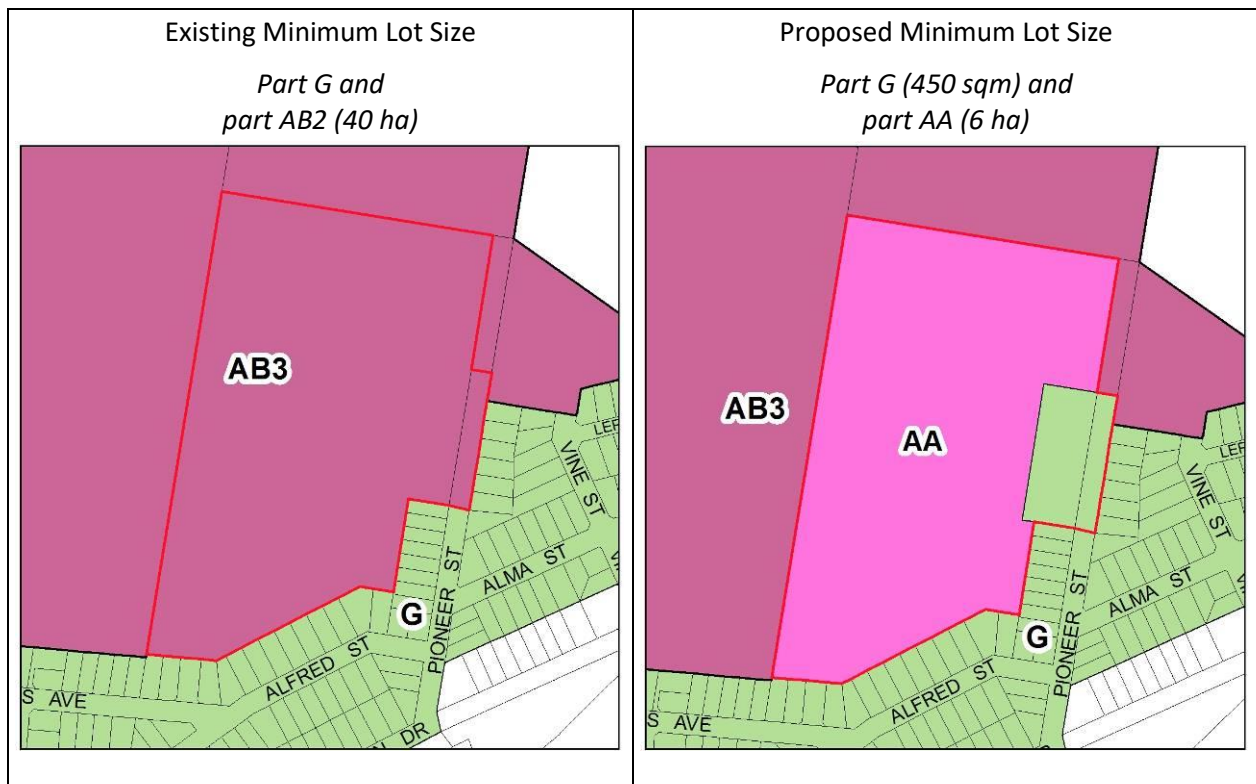 Existing Minimum Lot Size
Part G and
part AB2 (40 ha)
AB3
G
PIONEER ST
ALMA ST
VINE ST
ALFRED ST
S AVE
DR
Proposed Minimum Lot Size
Part G (450 sqm) and
part AA (6 ha)
AB3
AA
G
PIONEER ST
ALMA ST
VINE ST
ALFRED ST
S AVE